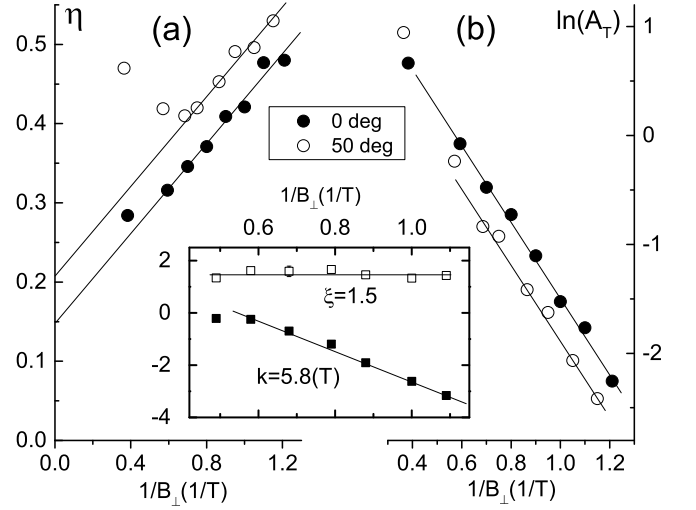 η (a) (b) ln(A_T)
0.5
0.4
0.3
0.2
0.1
0.0
1
0
-1
-2
0 deg
50 deg
1/B⊥(1/T)
0.6 0.8 1.0
2
0
-2
-4
ξ=1.5
k=5.8(T)
0.0 0.4 0.8 1.2 0.4 0.6 0.8 1.0 1.2
1/B⊥(1/T) 1/B⊥(1/T)